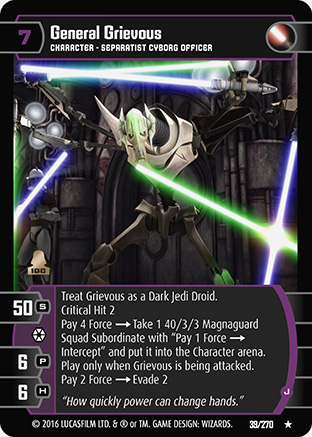 7 General Grievous
CHARACTER - SEPARATIST CYBORG OFFICER
IDC
50 S
6 P
6 H
Treat Grievous as a Dark Jedi Droid.
Critical Hit 2
Pay 4 Force → Take 1 40/3/3 Magnaguard
Squad Subordinate with “Pay 1 Force →
Intercept” and put it into the Character arena.
Play only when Grievous is being attacked.
Pay 2 Force → Evade 2
“How quickly power can change hands.”
J
© 2016 LUCASFILM LTD. & ® or TM. GAME DESIGN: WIZARDS. 39/270 ★